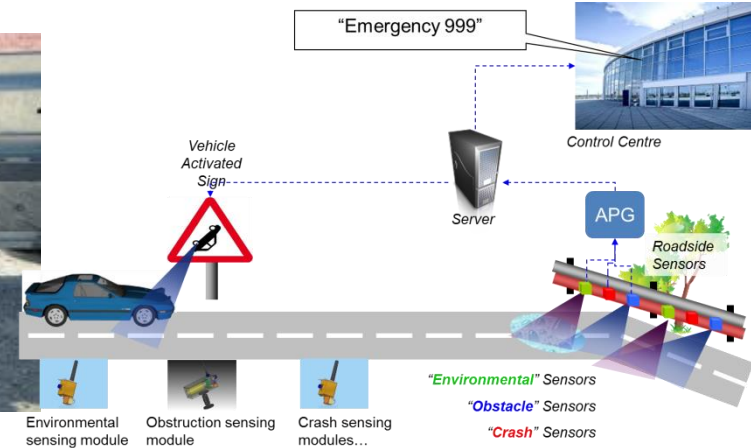 “Emergency 999”
Control Centre
Vehicle
Activated
Sign
Server
APG
Roadside
Sensors
“Environmental” Sensors
“Obstacle” Sensors
“Crash” Sensors
Environmental
sensing module
Obstruction sensing
module
Crash sensing
modules…